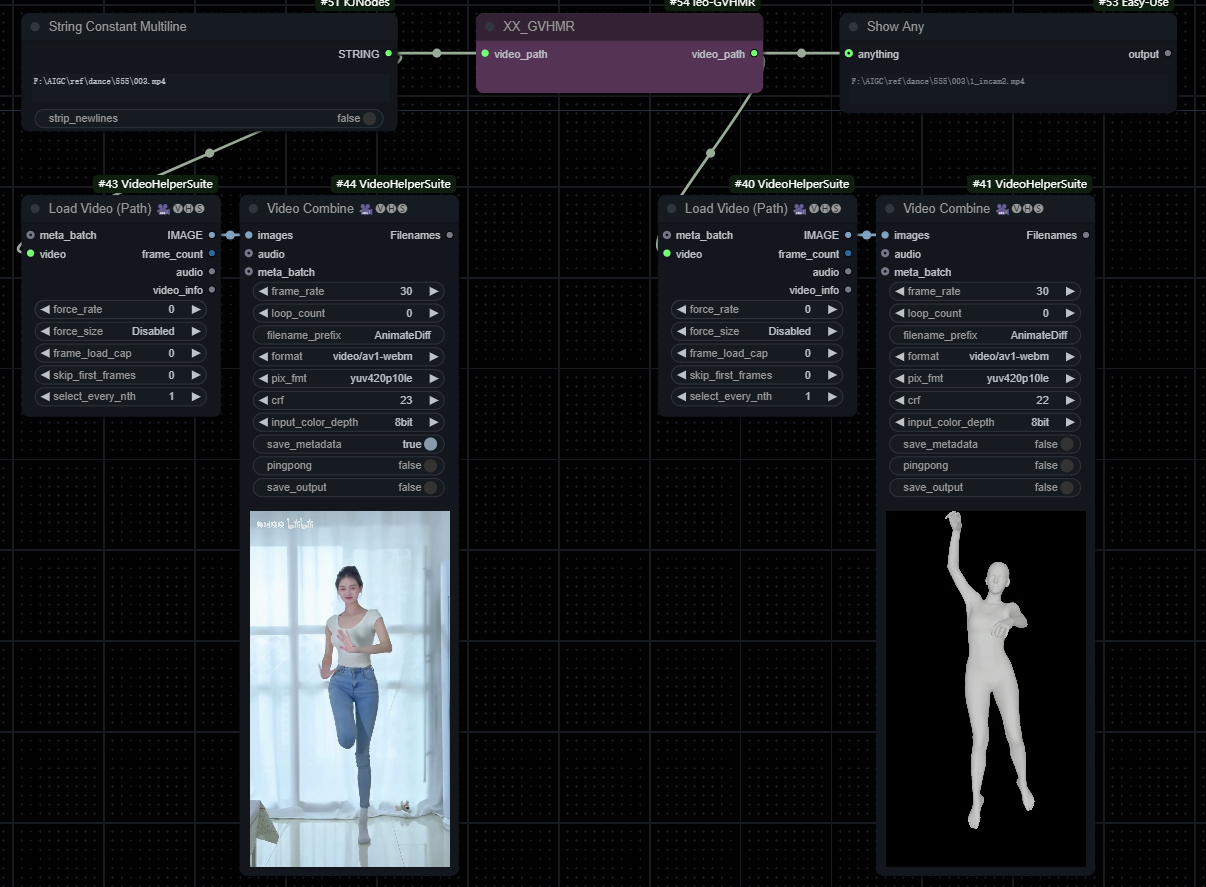 #51 KJNodes
#54 leo-GVHMR
#53 Easy-Use
String Constant Multiline
XX_GVHMR
Show Any
STRING
video_path
video_path
anything
output
F:\AIGC\ref\dance\555\003.mp4
F:\AIGC\ref\dance\555\003\1_incam2.mp4
strip_newlines false
#43 VideoHelperSuite
#44 VideoHelperSuite
#40 VideoHelperSuite
#41 VideoHelperSuite
Load Video (Path) VHS
meta_batch IMAGE
video frame_count
audio
video_info
force_rate 0
force_size Disabled
frame_load_cap 0
skip_first_frames 0
select_every_nth 1
Video Combine VHS
images Filenames
audio
meta_batch
frame_rate 30
loop_count 0
filename_prefix AnimateDiff
format video/av1-webm
pix_fmt yuv420p10le
crf 23
input_color_depth 8bit
save_metadata true
pingpong false
save_output false
bilibili
Load Video (Path) VHS
meta_batch IMAGE
video frame_count
audio
video_info
force_rate 0
force_size Disabled
frame_load_cap 0
skip_first_frames 0
select_every_nth 1
Video Combine VHS
images Filenames
audio
meta_batch
frame_rate 30
loop_count 0
filename_prefix AnimateDiff
format video/av1-webm
pix_fmt yuv420p10le
crf 22
input_color_depth 8bit
save_metadata false
pingpong false
save_output false